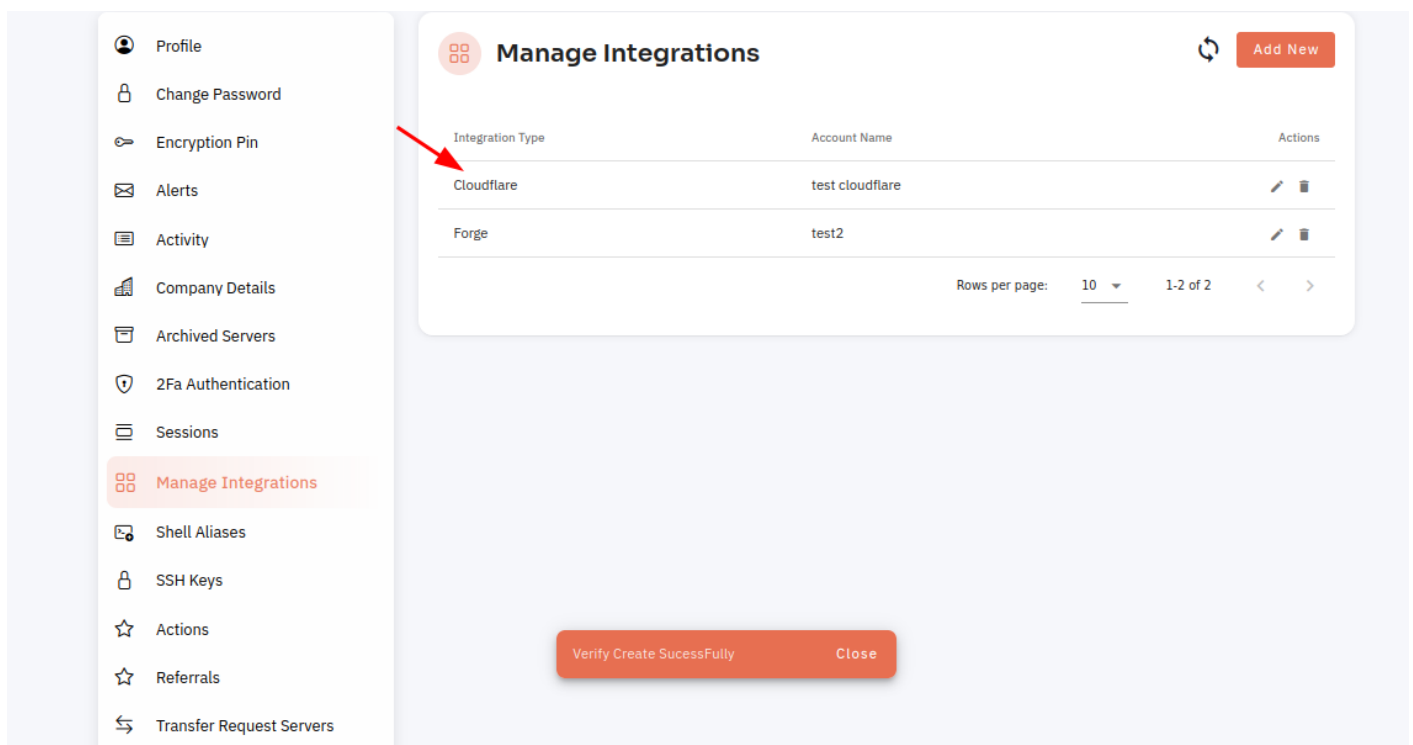 Profile
Change Password
Encryption Pin
Alerts
Activity
Company Details
Archived Servers
2Fa Authentication
Sessions
Manage Integrations
Shell Aliases
SSH Keys
Actions
Referrals
Transfer Request Servers
Manage Integrations
Add New
Integration Type Account Name Actions
Cloudflare test cloudflare
Forge test2
Rows per page: 10 1-2 of 2
Verify Create SucessFully Close